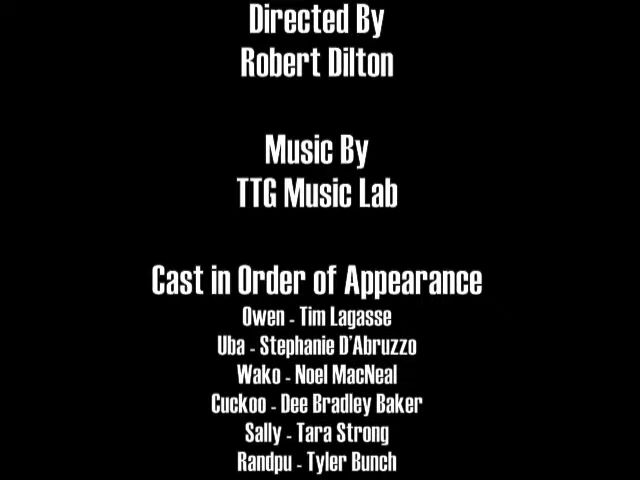 Directed By
Robert Dilton
Music By
TTG Music Lab
Cast in Order of Appearance
Owen - Tim Lagasse
Uba - Stephanie D'Abruzzo
Wako - Noel MacNeal
Cuckoo - Dee Bradley Baker
Sally - Tara Strong
Randpu - Tyler Bunch